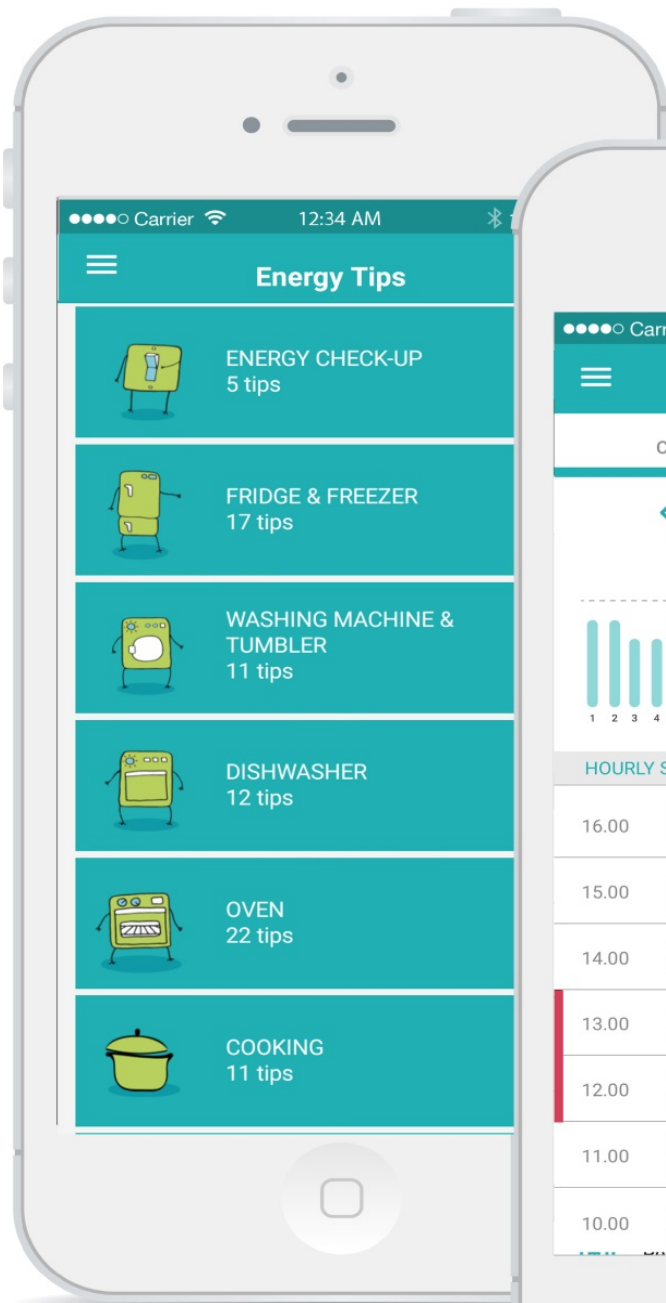 Carrier 12:34 AM
Energy Tips
ENERGY CHECK-UP
5 tips
FRIDGE & FREEZER
17 tips
WASHING MACHINE &
TUMBLER
11 tips
DISHWASHER
12 tips
OVEN
22 tips
COOKING
11 tips
1 2 3 4
HOURLY
16.00
15.00
14.00
13.00
12.00
11.00
10.00